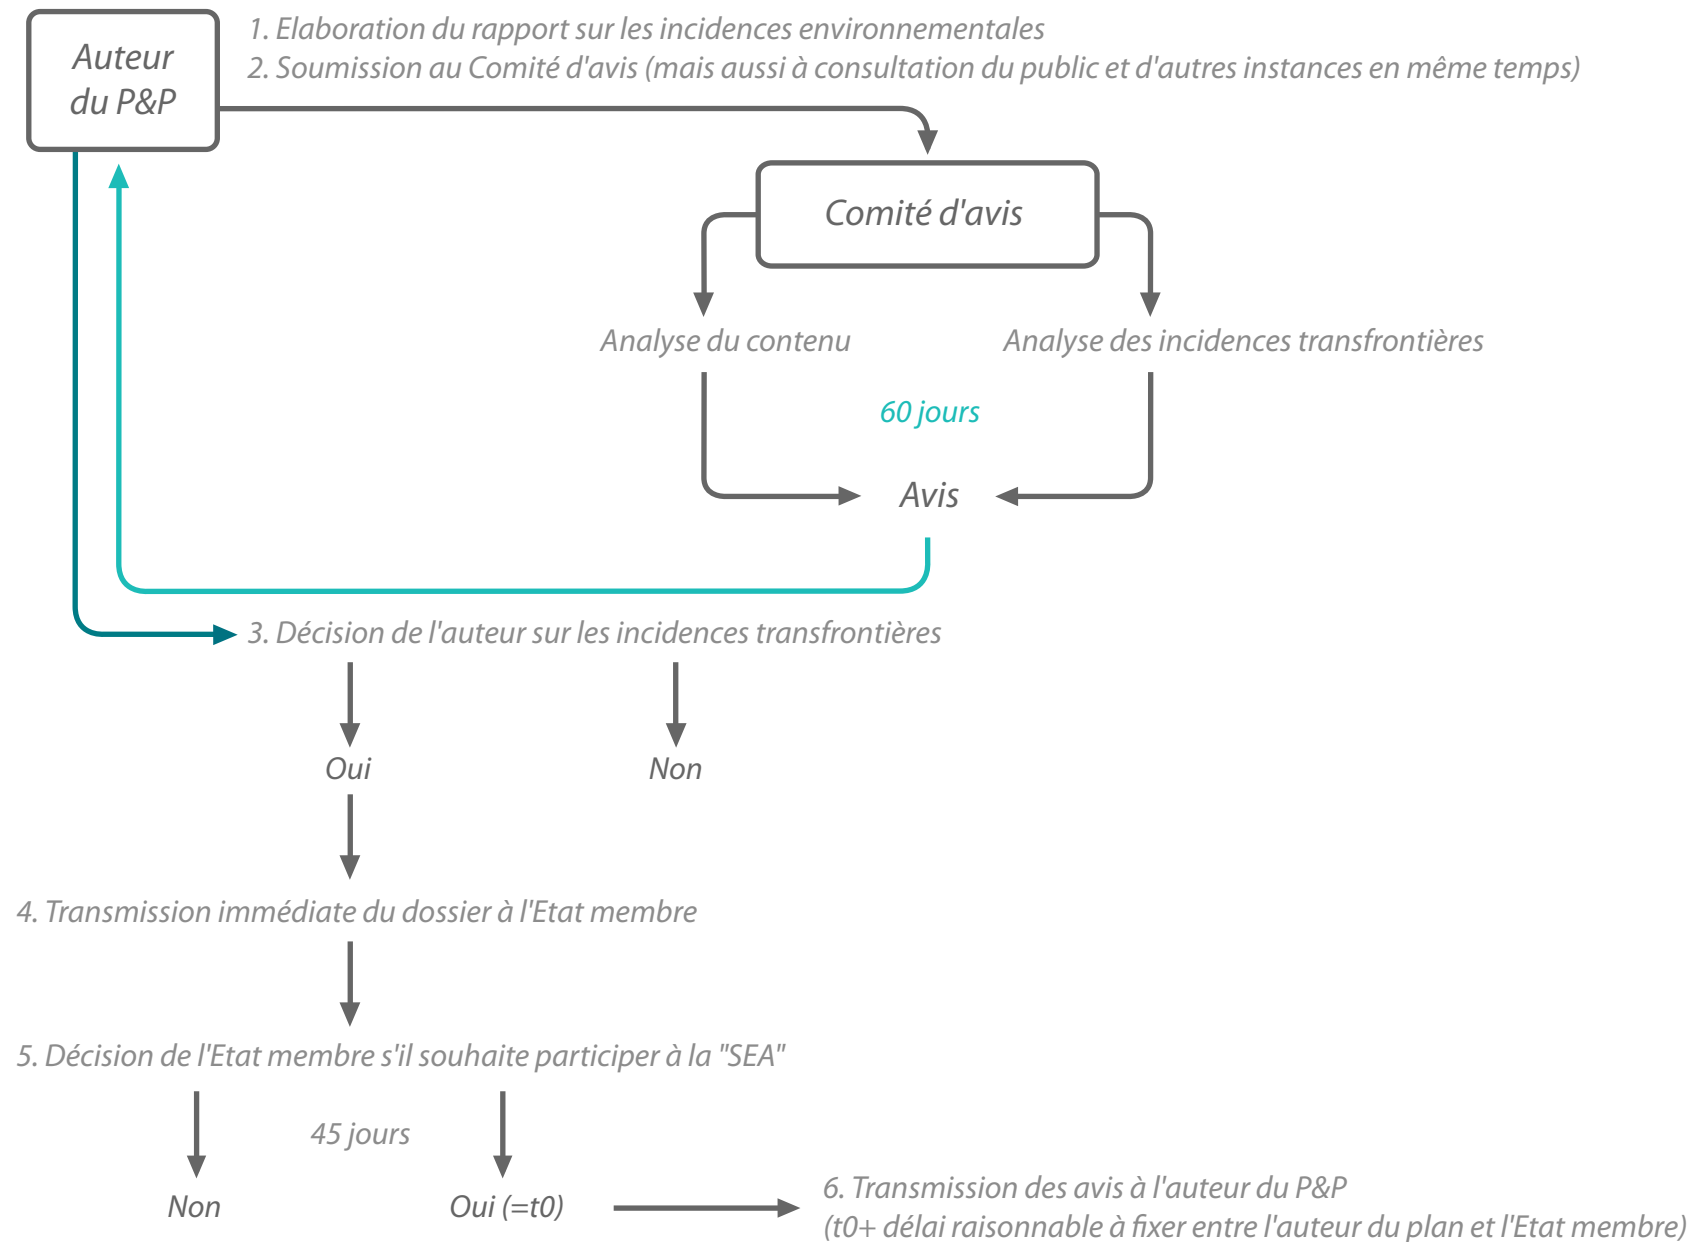 Auteur
du P&P
1. Elaboration du rapport sur les incidences environnementales
2. Soumission au Comité d'avis (mais aussi à consultation du public et d'autres instances en même temps)
Comité d'avis
Analyse du contenu
Analyse des incidences transfrontières
60 jours
Avis
3. Décision de l'auteur sur les incidences transfrontières
Oui
Non
4. Transmission immédiate du dossier à l'Etat membre
5. Décision de l'Etat membre s'il souhaite participer à la "SEA"
45 jours
Non
Oui (=t0)
6. Transmission des avis à l'auteur du P&P
(t0+ délai raisonnable à fixer entre l'auteur du plan et l'Etat membre)